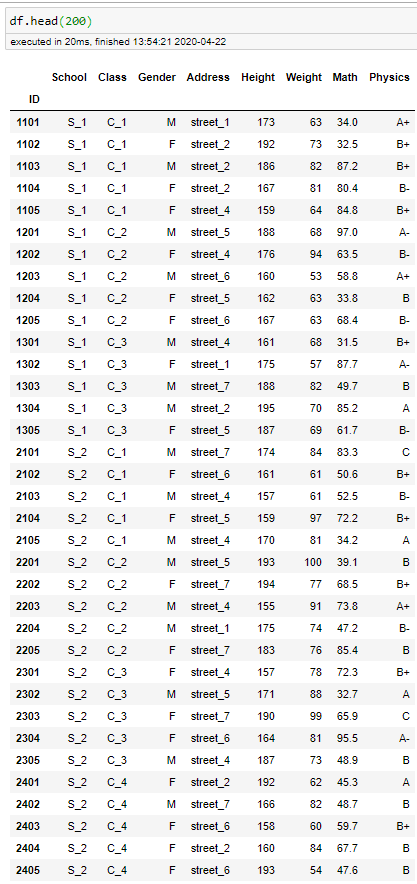 df.head(200)
executed in 20ms, finished 13:54:21 2020-04-22
School Class Gender Address Height Weight Math Physics
ID
1101 S_1 C_1 M street_1 173 63 34.0 A+
1102 S_1 C_1 F street_2 192 73 32.5 B+
1103 S_1 C_1 M street_2 186 82 87.2 B+
1104 S_1 C_1 F street_2 167 81 80.4 B-
1105 S_1 C_1 F street_4 159 64 84.8 B+
1201 S_1 C_2 M street_5 188 68 97.0 A-
1202 S_1 C_2 F street_4 176 94 63.5 B-
1203 S_1 C_2 M street_6 160 53 58.8 A+
1204 S_1 C_2 F street_5 162 63 33.8 B
1205 S_1 C_2 F street_6 167 63 68.4 B-
1301 S_1 C_3 M street_4 161 68 31.5 B+
1302 S_1 C_3 F street_1 175 57 87.7 A-
1303 S_1 C_3 M street_7 188 82 49.7 B
1304 S_1 C_3 M street_2 195 70 85.2 A
1305 S_1 C_3 F street_5 187 69 61.7 B-
2101 S_2 C_1 M street_7 174 84 83.3 C
2102 S_2 C_1 F street_6 161 61 50.6 B+
2103 S_2 C_1 M street_4 157 61 52.5 B-
2104 S_2 C_1 F street_5 159 97 72.2 B+
2105 S_2 C_1 M street_4 170 81 34.2 A
2201 S_2 C_2 M street_5 193 100 39.1 B
2202 S_2 C_2 F street_7 194 77 68.5 B+
2203 S_2 C_2 M street_4 155 91 73.8 A+
2204 S_2 C_2 M street_1 175 74 47.2 B-
2205 S_2 C_2 F street_7 183 76 85.4 B
2301 S_2 C_3 F street_4 157 78 72.3 B+
2302 S_2 C_3 M street_5 171 88 32.7 A
2303 S_2 C_3 F street_7 190 99 65.9 C
2304 S_2 C_3 F street_6 164 81 95.5 A-
2305 S_2 C_3 M street_4 187 73 48.9 B
2401 S_2 C_4 F street_2 192 62 45.3 A
2402 S_2 C_4 M street_7 166 82 48.7 B
2403 S_2 C_4 F street_6 158 60 59.7 B+
2404 S_2 C_4 F street_2 160 84 67.7 B
2405 S_2 C_4 F street_6 193 54 47.6 B